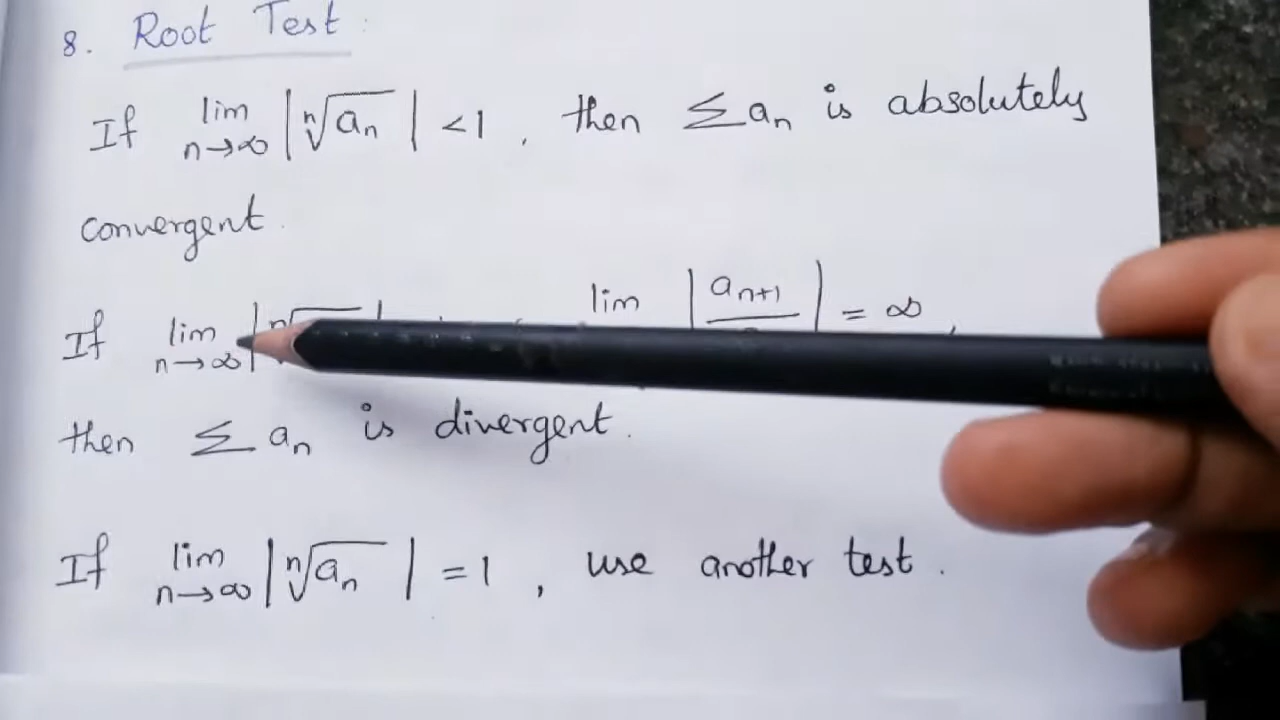 8. Root Test
If lim n→∞ |ⁿ√aₙ| <1, then Σaₙ is absolutely
convergent.
If lim n→∞ | lim |aₙ₊₁ | = ∞,
then Σ aₙ is divergent.
If lim n→∞ |ⁿ√aₙ| = 1, use another test.